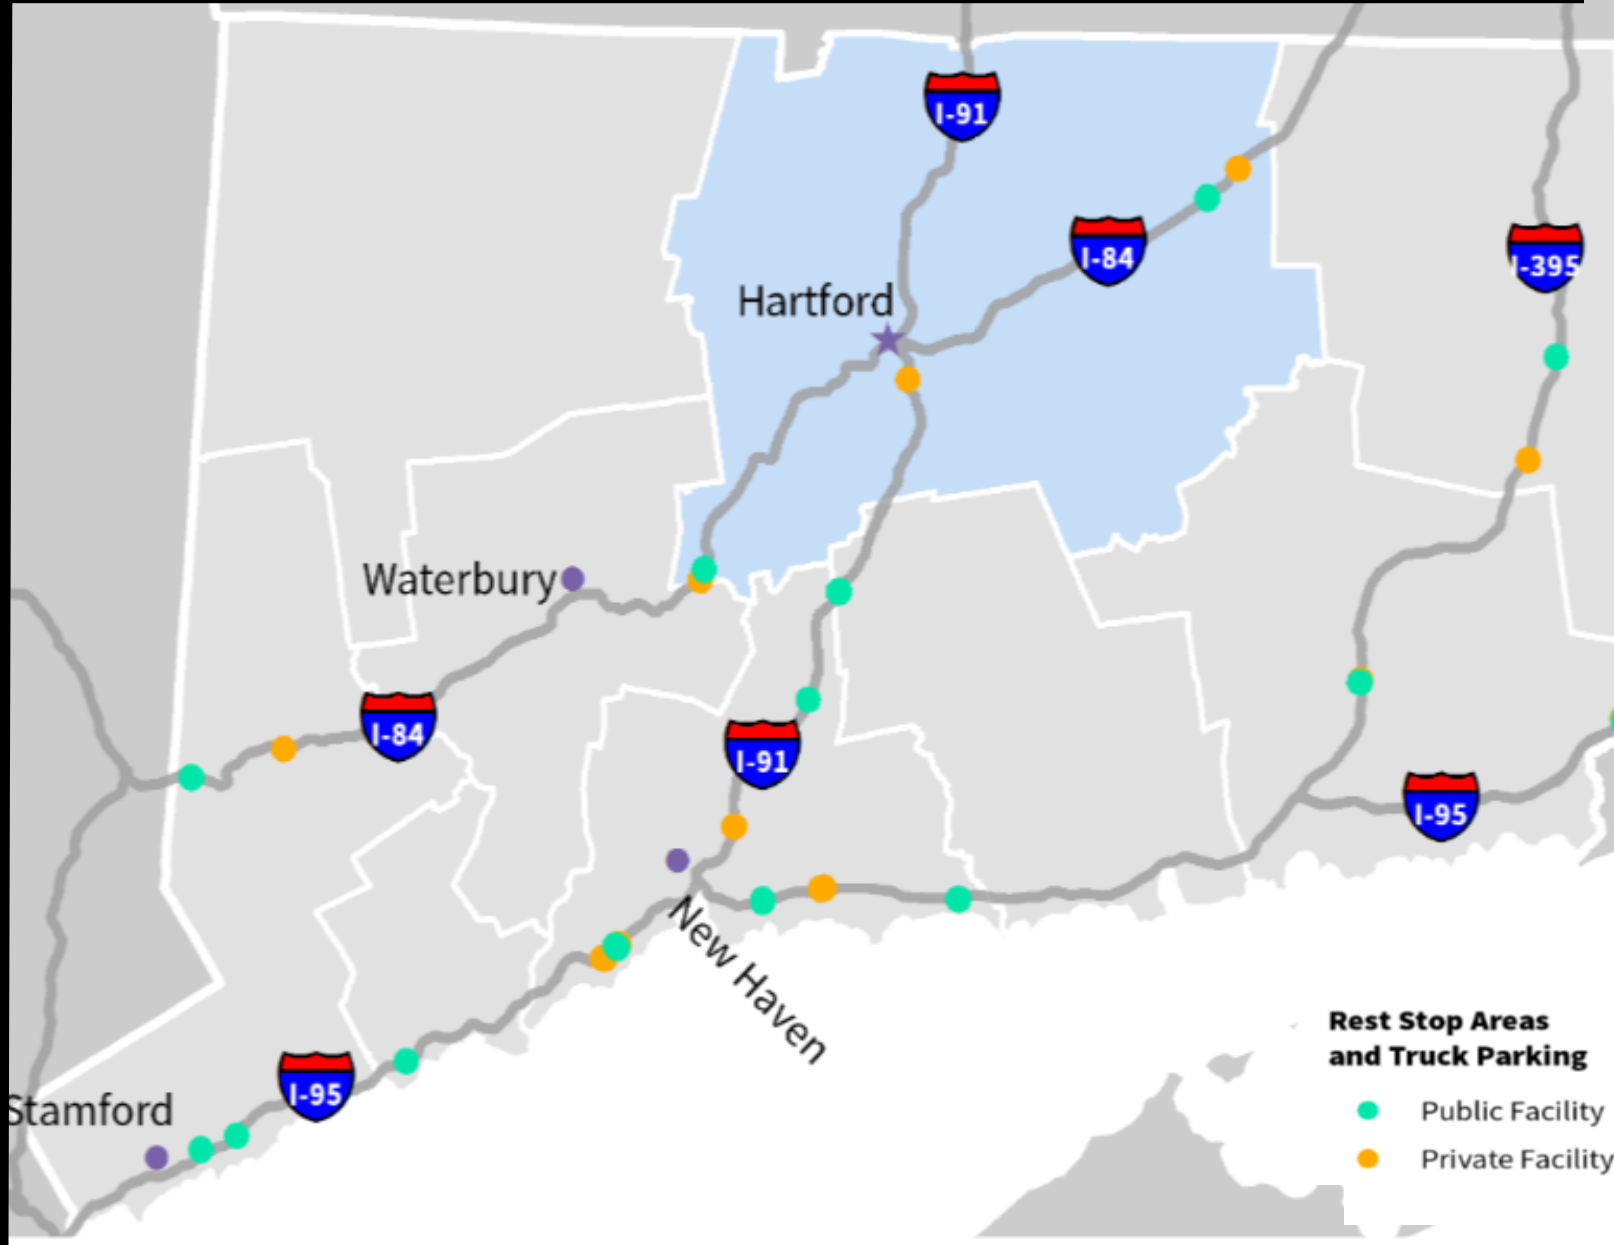 I-91
I-84
I-395
Hartford
Waterbury
I-84
I-91
I-95
New Haven
Rest Stop Areas
and Truck Parking
I-95
Stamford
Public Facility
Private Facility